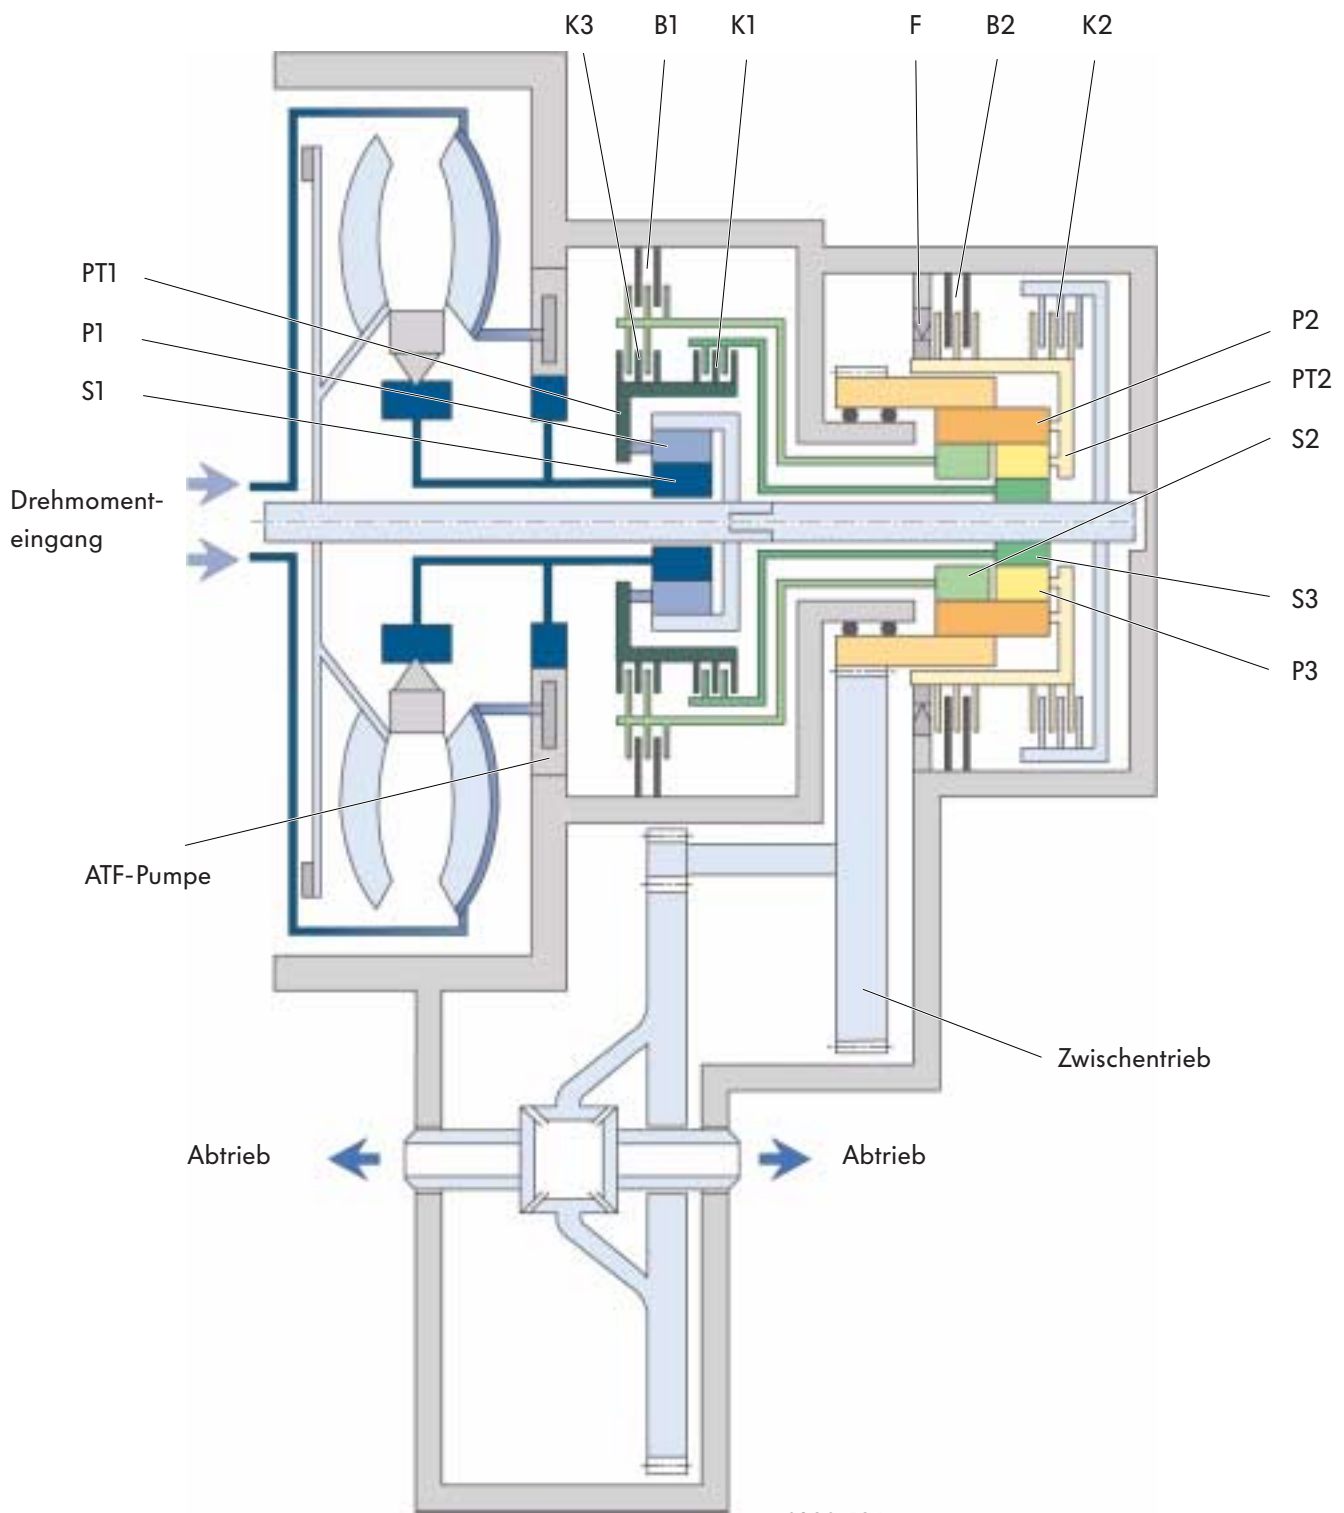 K3
B1
K1
F
B2
K2
PT1
P1
S1
P2
PT2
S2
Drehmoment-
eingang
S3
P3
ATF-Pumpe
Zwischentrieb
Abtrieb
Abtrieb